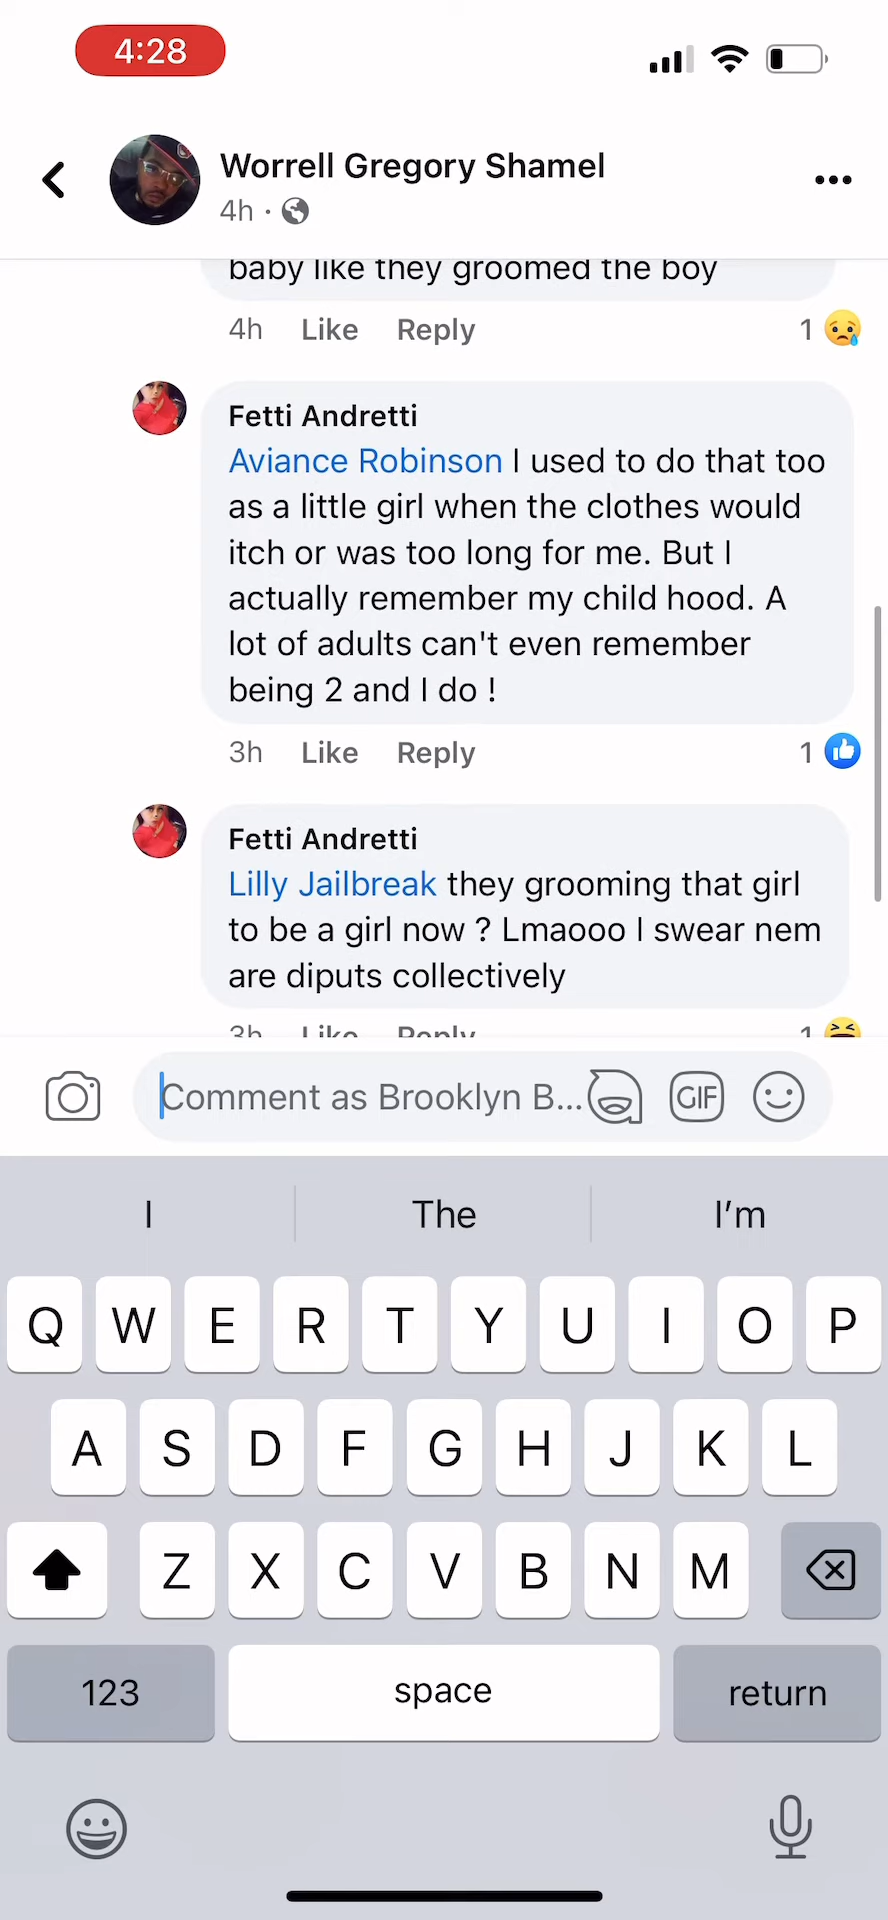 4:28
Worrell Gregory Shamel
4h ·
baby like they groomed the boy
4h Like Reply 1
Fetti Andretti
Aviance Robinson I used to do that too
as a little girl when the clothes would
itch or was too long for me. But I
actually remember my child hood. A
lot of adults can't even remember
being 2 and I do !
3h Like Reply 1
Fetti Andretti
Lilly Jailbreak they grooming that girl
to be a girl now ? Lmaooo I swear nem
are diputs collectively
3h Like Reply 1
Comment as Brooklyn B... GIF
I The I'm
Q W E R T Y U I O P
A S D F G H J K L
Z X C V B N M
123 space return